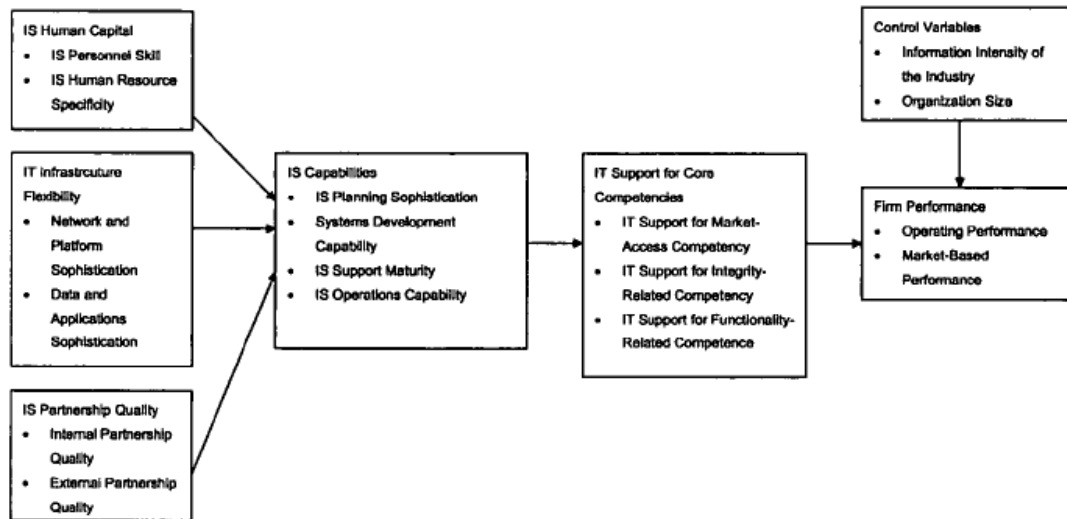 IS Human Capital
• IS Personnel Skill
• IS Human Resource
Specificity
IT Infrastrcuture
Flexibility
• Network and
Platform
Sophistication
• Data and
Applications
Sophistication
IS Partnership Quality
• Internal Partnership
Quality
• External Partnership
Quality
IS Capabilities
• IS Planning Sophistication
• Systems Development
Capability
• IS Support Maturity
• IS Operations Capability
IT Support for Core
Competencies
• IT Support for Market-
Access Competency
• IT Support for Integrity-
Related Competency
• IT Support for Functionality-
Related Competence
Control Variables
• Information Intensity of
the Industry
• Organization Size
Firm Performance
• Operating Performance
• Market-Based
Performance